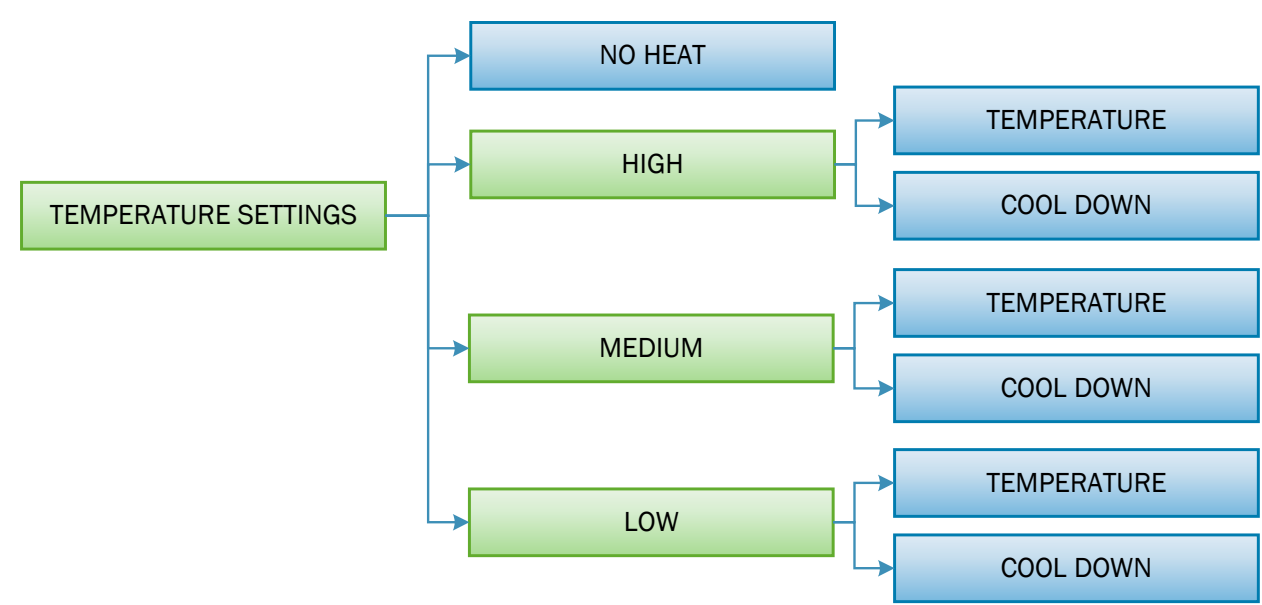 NO HEAT
TEMPERATURE
HIGH
COOL DOWN
TEMPERATURE SETTINGS
TEMPERATURE
MEDIUM
COOL DOWN
TEMPERATURE
LOW
COOL DOWN